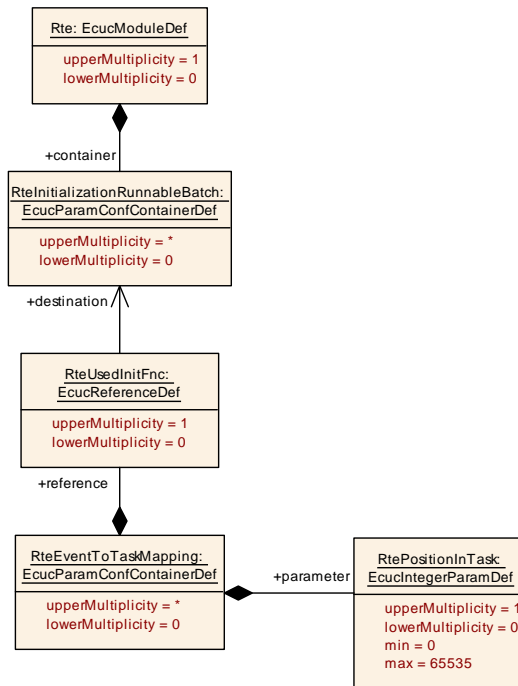 Rte: EcucModuleDef
upperMultiplicity = 1
lowerMultiplicity = 0
+container
RteInitializationRunnableBatch:
EcucParamConfContainerDef
upperMultiplicity = *
lowerMultiplicity = 0
+destination
RteUsedInitFnc:
EcucReferenceDef
upperMultiplicity = 1
lowerMultiplicity = 0
+reference
RteEventToTaskMapping:
EcucParamConfContainerDef
upperMultiplicity = *
lowerMultiplicity = 0
+parameter
RtePositionInTask:
EcucIntegerParamDef
upperMultiplicity = 1
lowerMultiplicity = 0
min = 0
max = 65535